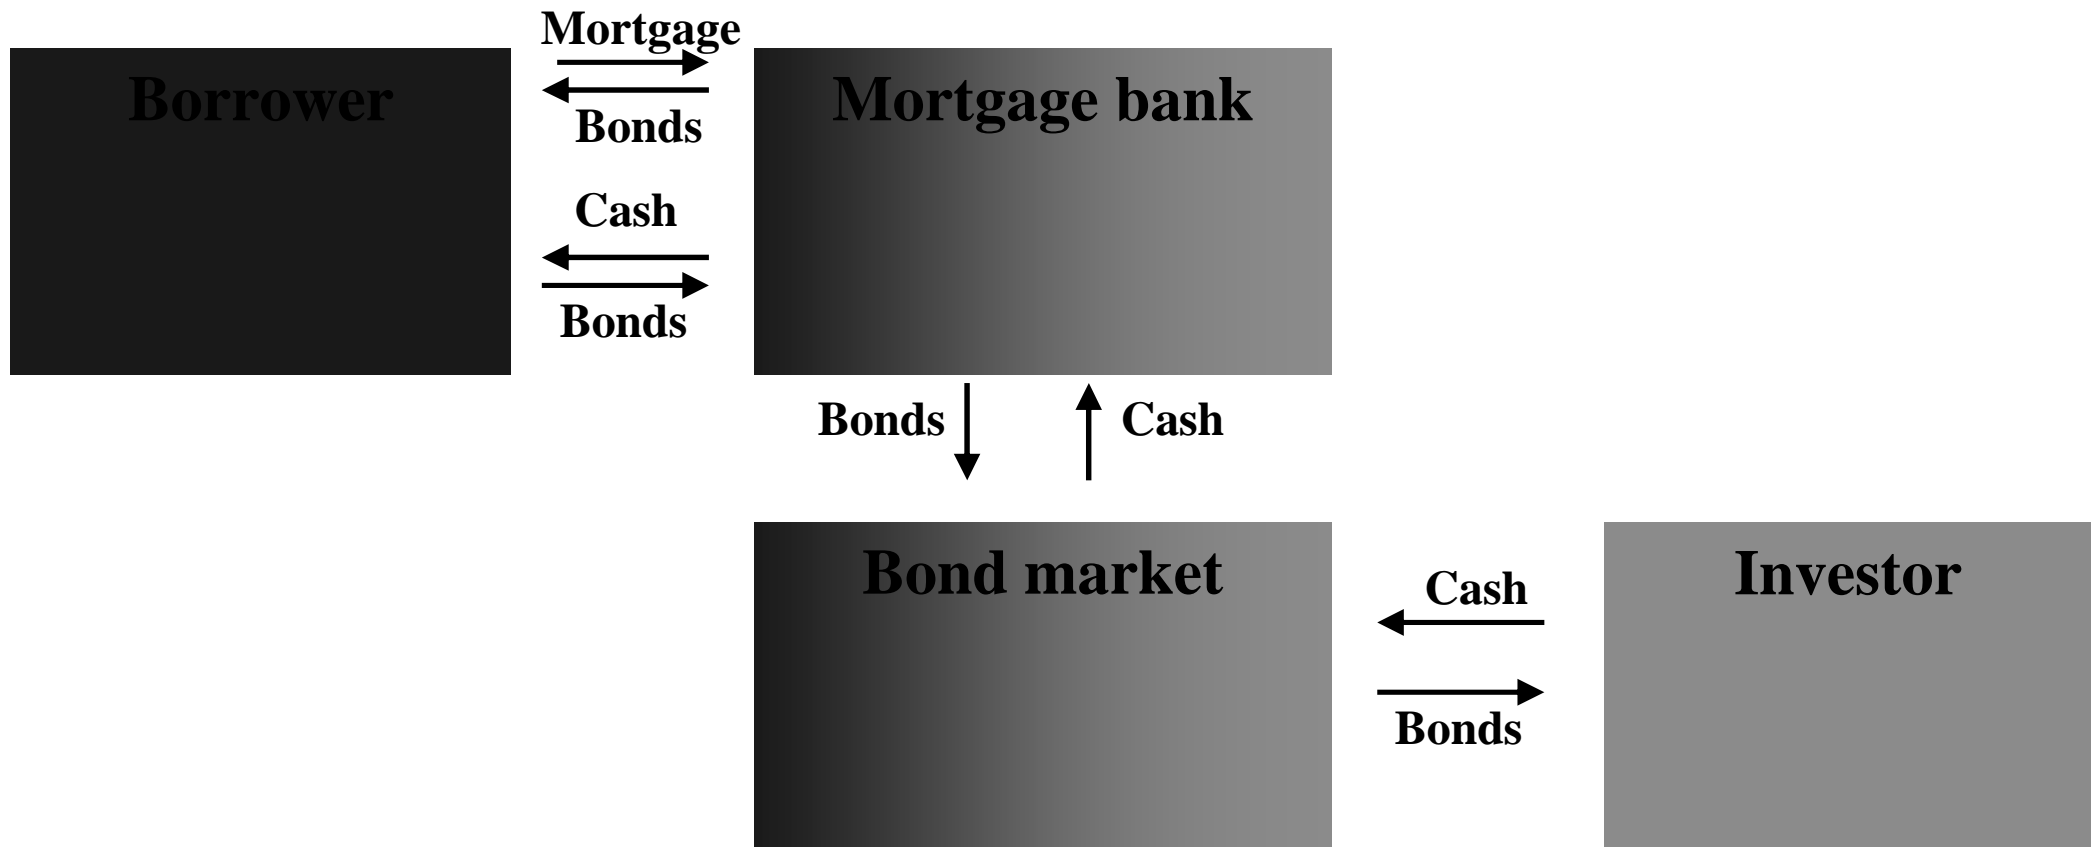 Mortgage
Borrower
Mortgage bank
Bonds
Cash
Bonds
Bonds
Cash
Bond market
Investor
Cash
Bonds